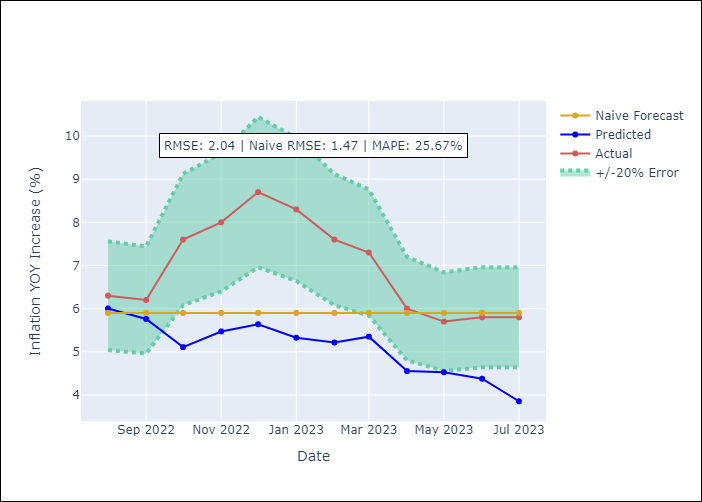 RMSE: 2.04 | Naive RMSE: 1.47 | MAPE: 25.67%
Naive Forecast
Predicted
Actual
+/-20% Error
Inflation YOY Increase (%)
10
9
8
7
6
5
4
Sep 2022
Nov 2022
Jan 2023
Mar 2023
May 2023
Jul 2023
Date